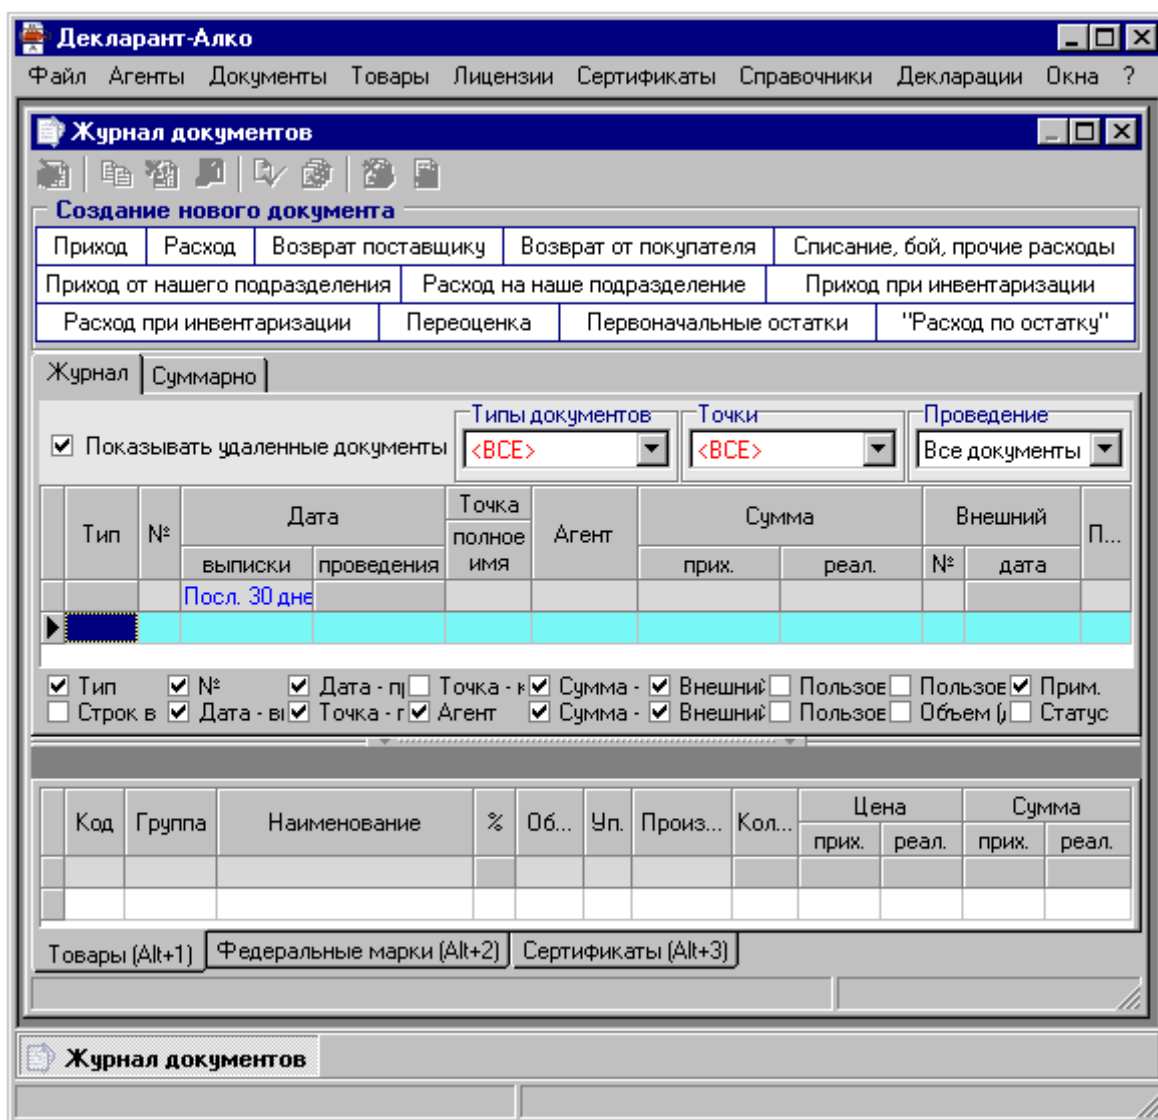 Декларант-Алко
Файл Агенты Документы Товары Лицензии Сертификаты Справочники Декларации Окна ?
Журнал документов
Создание нового документа
Приход Расход Возврат поставщику Возврат от покупателя Списание, бой, прочие расходы
Приход от нашего подразделения Расход на наше подразделение Приход при инвентаризации
Расход при инвентаризации Переоценка Первоначальные остатки "Расход по остатку"
Журнал Суммарно
Типы документов Точки Проведение
Показывать удаленные документы <ВСЕ> <ВСЕ> Все документы
Тип № Дата Точка Агент Сумма Внешний П...
выписки проведения полное имя прих. реал. № дата
Посл. 30 дне
Тип № Дата - п Точка - к Сумма - Внешний Пользов Пользов Прим.
Строк в Дата - вы Точка - г Агент Сумма - Внешний Пользов Объем (д Статус
Код Группа Наименование % Об... Уп. Произ... Кол... Цена Сумма
прих. реал. прих. реал.
Товары (Alt+1) Федеральные марки (Alt+2) Сертификаты (Alt+3)
Журнал документов